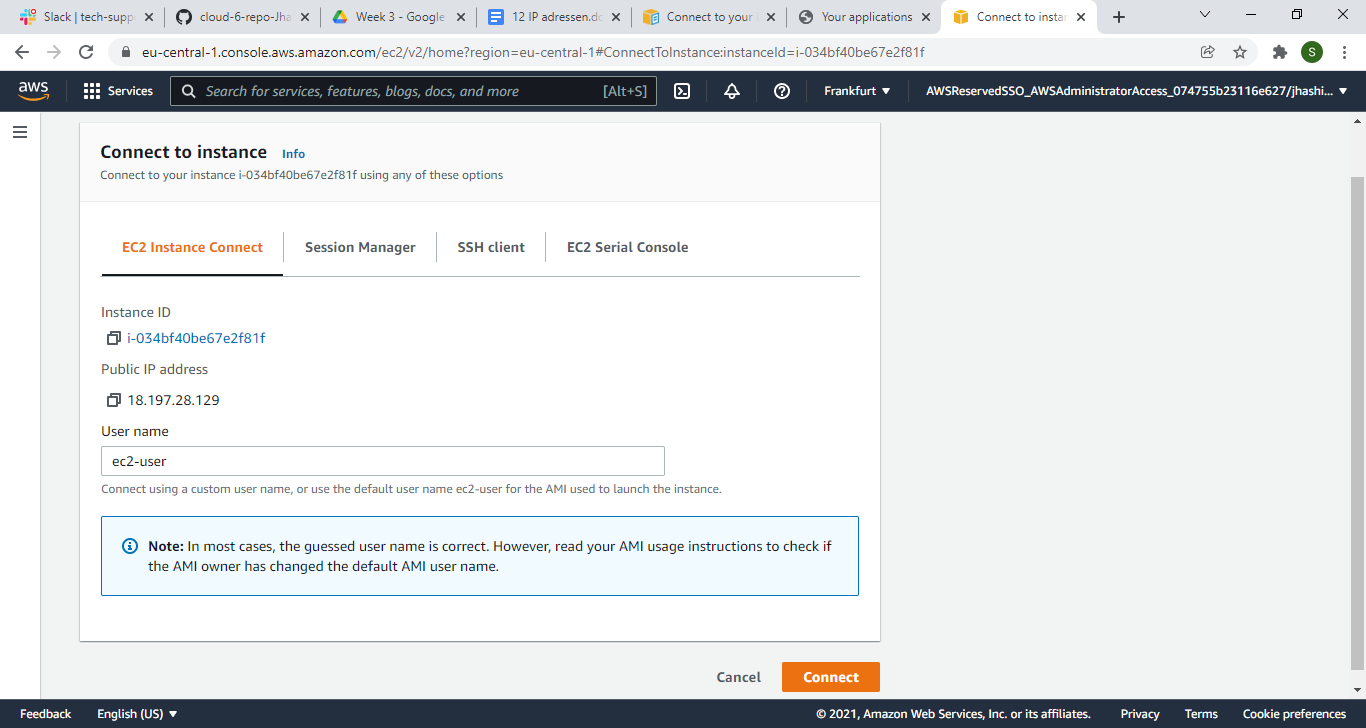 Slack | tech-supp
cloud-6-repo-Jha
Week 3 - Google
12 IP adressen.do
Connect to your
Your applications
Connect to instan
eu-central-1.console.aws.amazon.com/ec2/v2/home?region=eu-central-1#ConnectToInstance:instanceId=i-034bf40be67e2f81f
S
aws
Services
Search for services, features, blogs, docs, and more
[Alt+S]
Frankfurt
AWSReservedSSO_AWSAdministratorAccess_074755b23116e627/jhashi...
Connect to instance Info
Connect to your instance i-034bf40be67e2f81f using any of these options
EC2 Instance Connect
Session Manager
SSH client
EC2 Serial Console
Instance ID
i-034bf40be67e2f81f
Public IP address
18.197.28.129
User name
ec2-user
Connect using a custom user name, or use the default user name ec2-user for the AMI used to launch the instance.
Note: In most cases, the guessed user name is correct. However, read your AMI usage instructions to check if
the AMI owner has changed the default AMI user name.
Cancel
Connect
Feedback
English (US)
© 2021, Amazon Web Services, Inc. or its affiliates.
Privacy
Terms
Cookie preferences